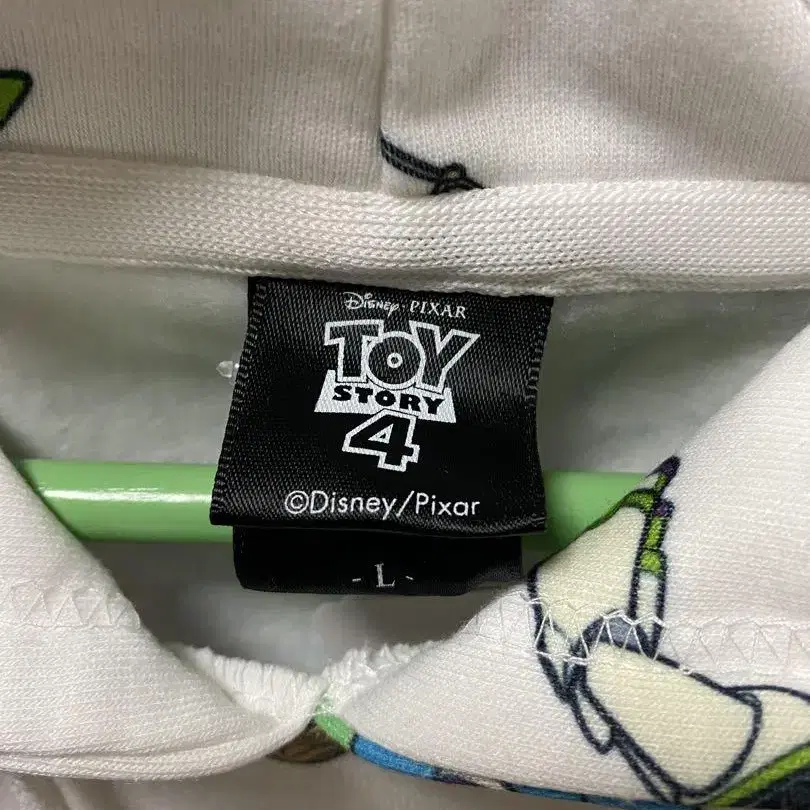 Disney · PIXAR
TOY
STORY
4
©Disney/Pixar
- L -